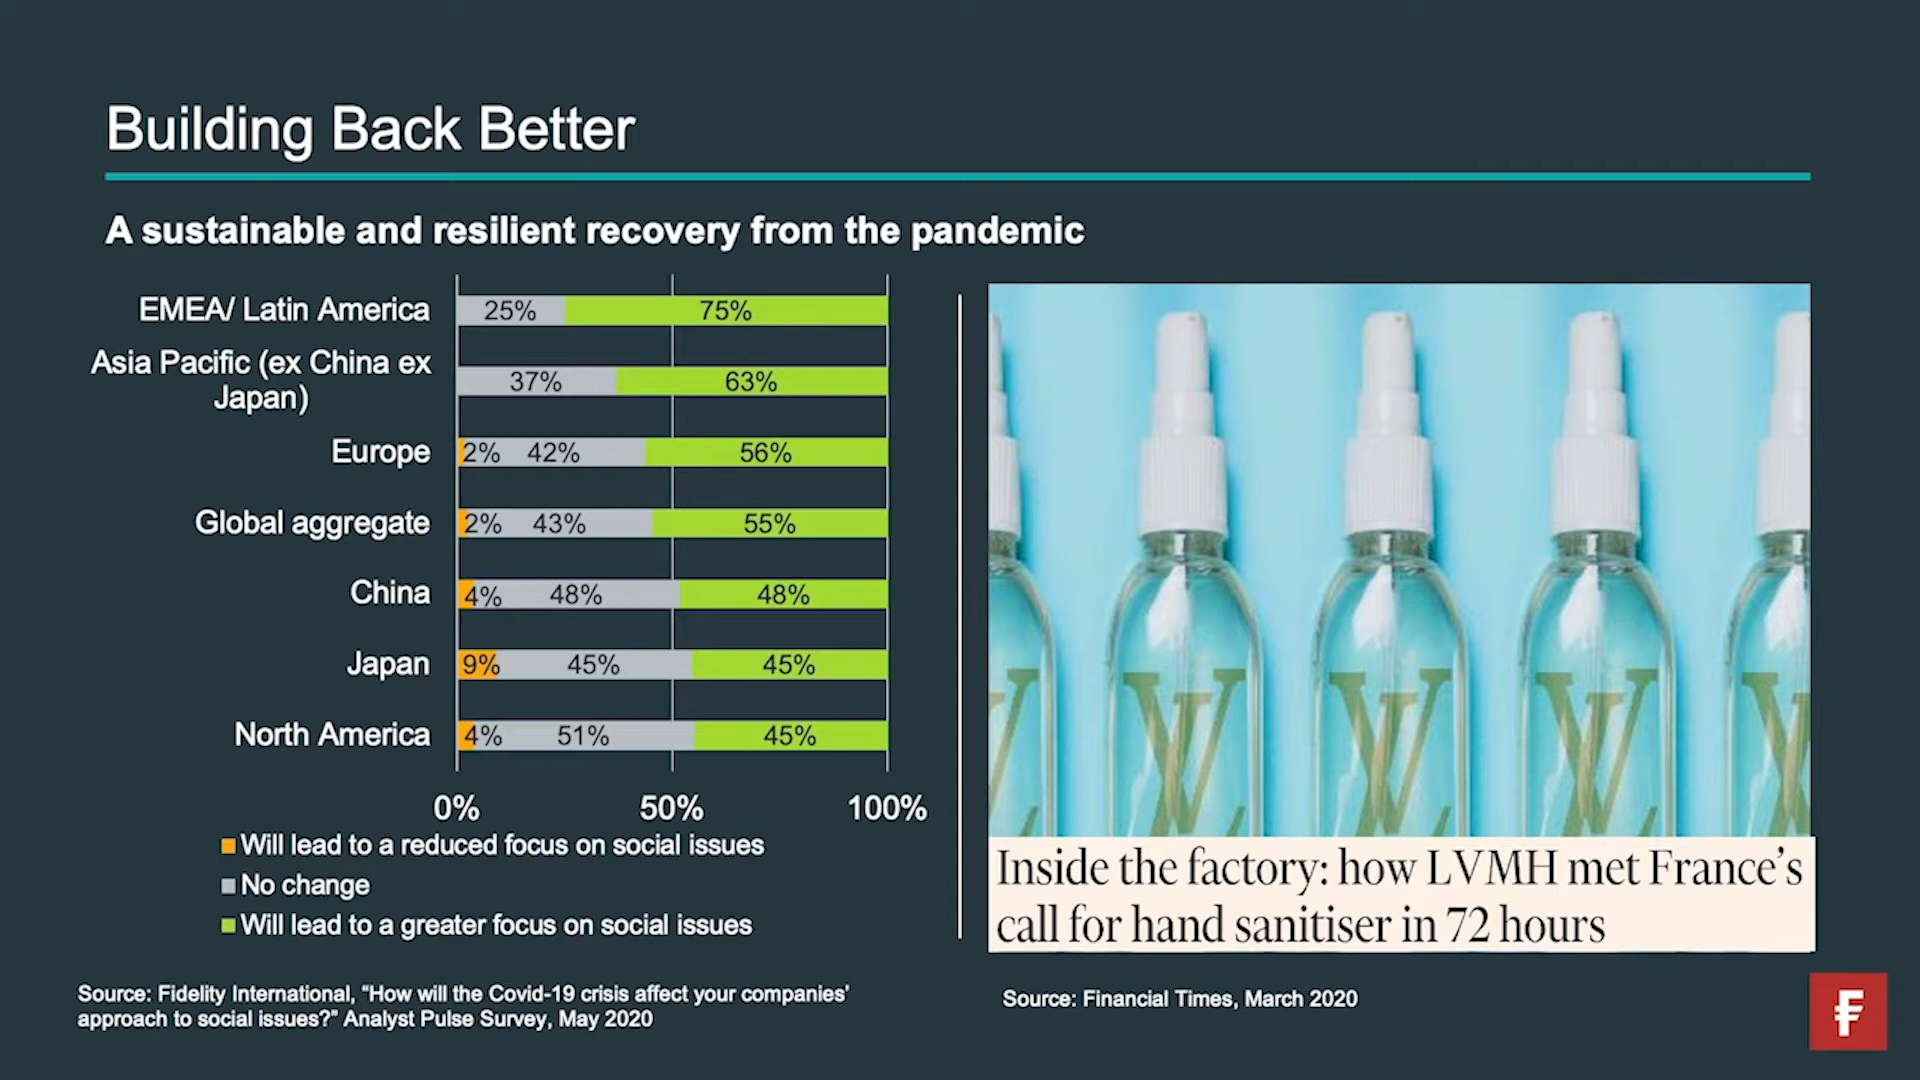 Building Back Better
A sustainable and resilient recovery from the pandemic
EMEA/ Latin America
25% 75%
Asia Pacific (ex China ex
Japan)
37% 63%
Europe
2% 42% 56%
Global aggregate
2% 43% 55%
China
4% 48% 48%
Japan
9% 45% 45%
North America
4% 51% 45%
0% 50% 100%
Will lead to a reduced focus on social issues
No change
Will lead to a greater focus on social issues
Source: Fidelity International, “How will the Covid-19 crisis affect your companies’
approach to social issues?” Analyst Pulse Survey, May 2020
LV LV LV LV LV
Inside the factory: how LVMH met France’s
call for hand sanitiser in 72 hours
Source: Financial Times, March 2020
F